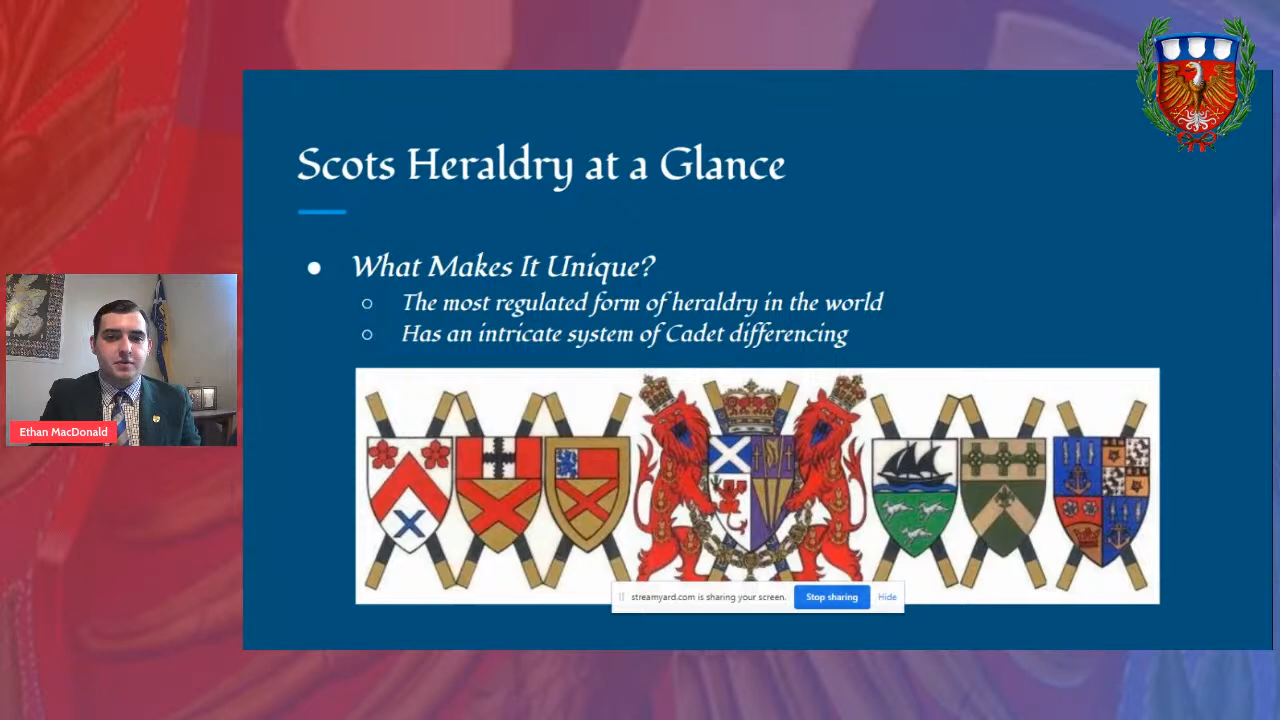 Scots Heraldry at a Glance
What Makes It Unique?
The most regulated form of heraldry in the world
Has an intricate system of Cadet differencing
Ethan MacDonald
streamyard.com is sharing your screen.
Stop sharing
Hide